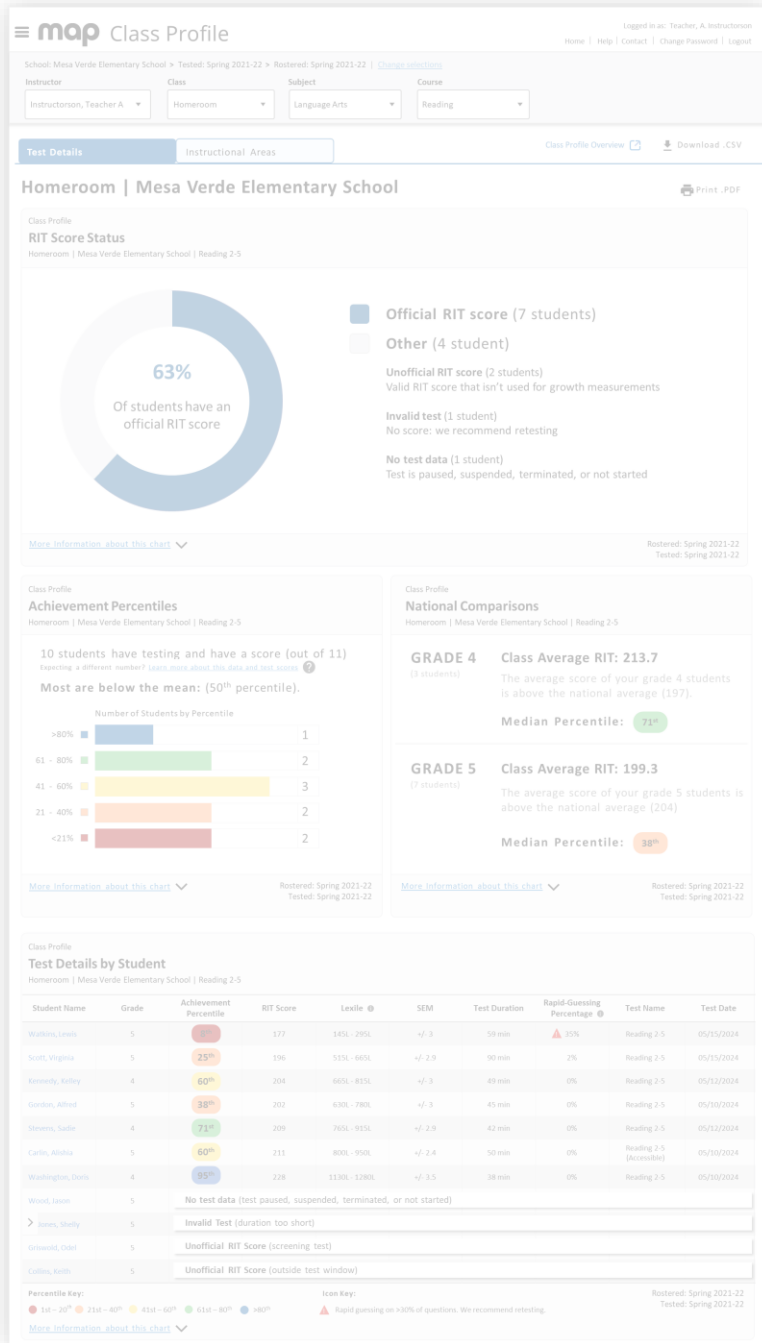 map Class Profile
Logged in as: Teacher, A. Instructorson
Home | Help | Contact | Change Password | Logout
School: Mesa Verde Elementary School > Tested: Spring 2021-22 > Rostered: Spring 2021-22 | Change selections
Instructor Class Subject Course
Instructorson, Teacher A Homeroom Language Arts Reading
Test Details Instructional Areas Class Profile Overview Download .CSV
Homeroom | Mesa Verde Elementary School
Print .PDF
Class Profile
RIT Score Status
Homeroom | Mesa Verde Elementary School | Reading 2-5
63%
Of students have an
official RIT score
Official RIT score (7 students)
Other (4 student)
Unofficial RIT score (2 students)
Valid RIT score that isn't used for growth measurements
Invalid test (1 student)
No score: we recommend retesting
No test data (1 student)
Test is paused, suspended, terminated, or not started
More Information about this chart
Rostered: Spring 2021-22
Tested: Spring 2021-22
Class Profile
Achievement Percentiles
Homeroom | Mesa Verde Elementary School | Reading 2-5
10 students have testing and have a score (out of 11)
Expecting a different number? Learn more about this data and test scores ?
Most are below the mean: (50th percentile).
Number of Students by Percentile
>80% 1
61 - 80% 2
41 - 60% 3
21 - 40% 2
<21% 2
More Information about this chart
Rostered: Spring 2021-22
Tested: Spring 2021-22
Class Profile
National Comparisons
Homeroom | Mesa Verde Elementary School | Reading 2-5
GRADE 4 Class Average RIT: 213.7
(3 students)
The average score of your grade 4 students
is above the national average (197).
Median Percentile: 71st
GRADE 5 Class Average RIT: 199.3
(7 students)
The average score of your grade 5 students is
above the national average (204)
Median Percentile: 38th
More Information about this chart
Rostered: Spring 2021-22
Tested: Spring 2021-22
Class Profile
Test Details by Student
Homeroom | Mesa Verde Elementary School | Reading 2-5
Student Name Grade Achievement Percentile RIT Score Lexile SEM Test Duration Rapid-Guessing Percentage Test Name Test Date
Watkins, Lewis 5 177 145L - 295L +/- 3 59 min 35% Reading 2-5 05/15/2024
Scott, Virginia 5 25th 196 515L - 665L +/- 2.9 90 min 2% Reading 2-5 05/15/2024
Kennedy, Kelley 4 60th 204 665L - 815L +/- 3 49 min 0% Reading 2-5 05/12/2024
Gordon, Alfred 5 38th 202 630L - 780L +/- 3 45 min 0% Reading 2-5 05/10/2024
Stevens, Sadie 4 71st 209 765L - 915L +/- 2.9 42 min 0% Reading 2-5 05/12/2024
Carlin, 5 60th 211 800L - 950L +/- 2.4 50 min 0% Reading 2-5 (Accessible) 05/10/2024
Washington, Doris 4 95th 228 1130L - 1280L +/- 3.5 38 min 0% Reading 2-5 05/10/2024
Wood, Jason 5 No test data (test paused, suspended, terminated, or not started)
Jones, Shelly 5 Invalid Test (duration too short)
Griswold, Odel 5 Unofficial RIT Score (screening test)
Collins, Keith 5 Unofficial RIT Score (outside test window)
Percentile Key:
1st – 20th 21st – 40th 41st – 60th 61st – 80th >80th
Icon Key:
Rapid guessing on >30% of questions. We recommend retesting.
Rostered: Spring 2021-22
Tested: Spring 2021-22
More Information about this chart